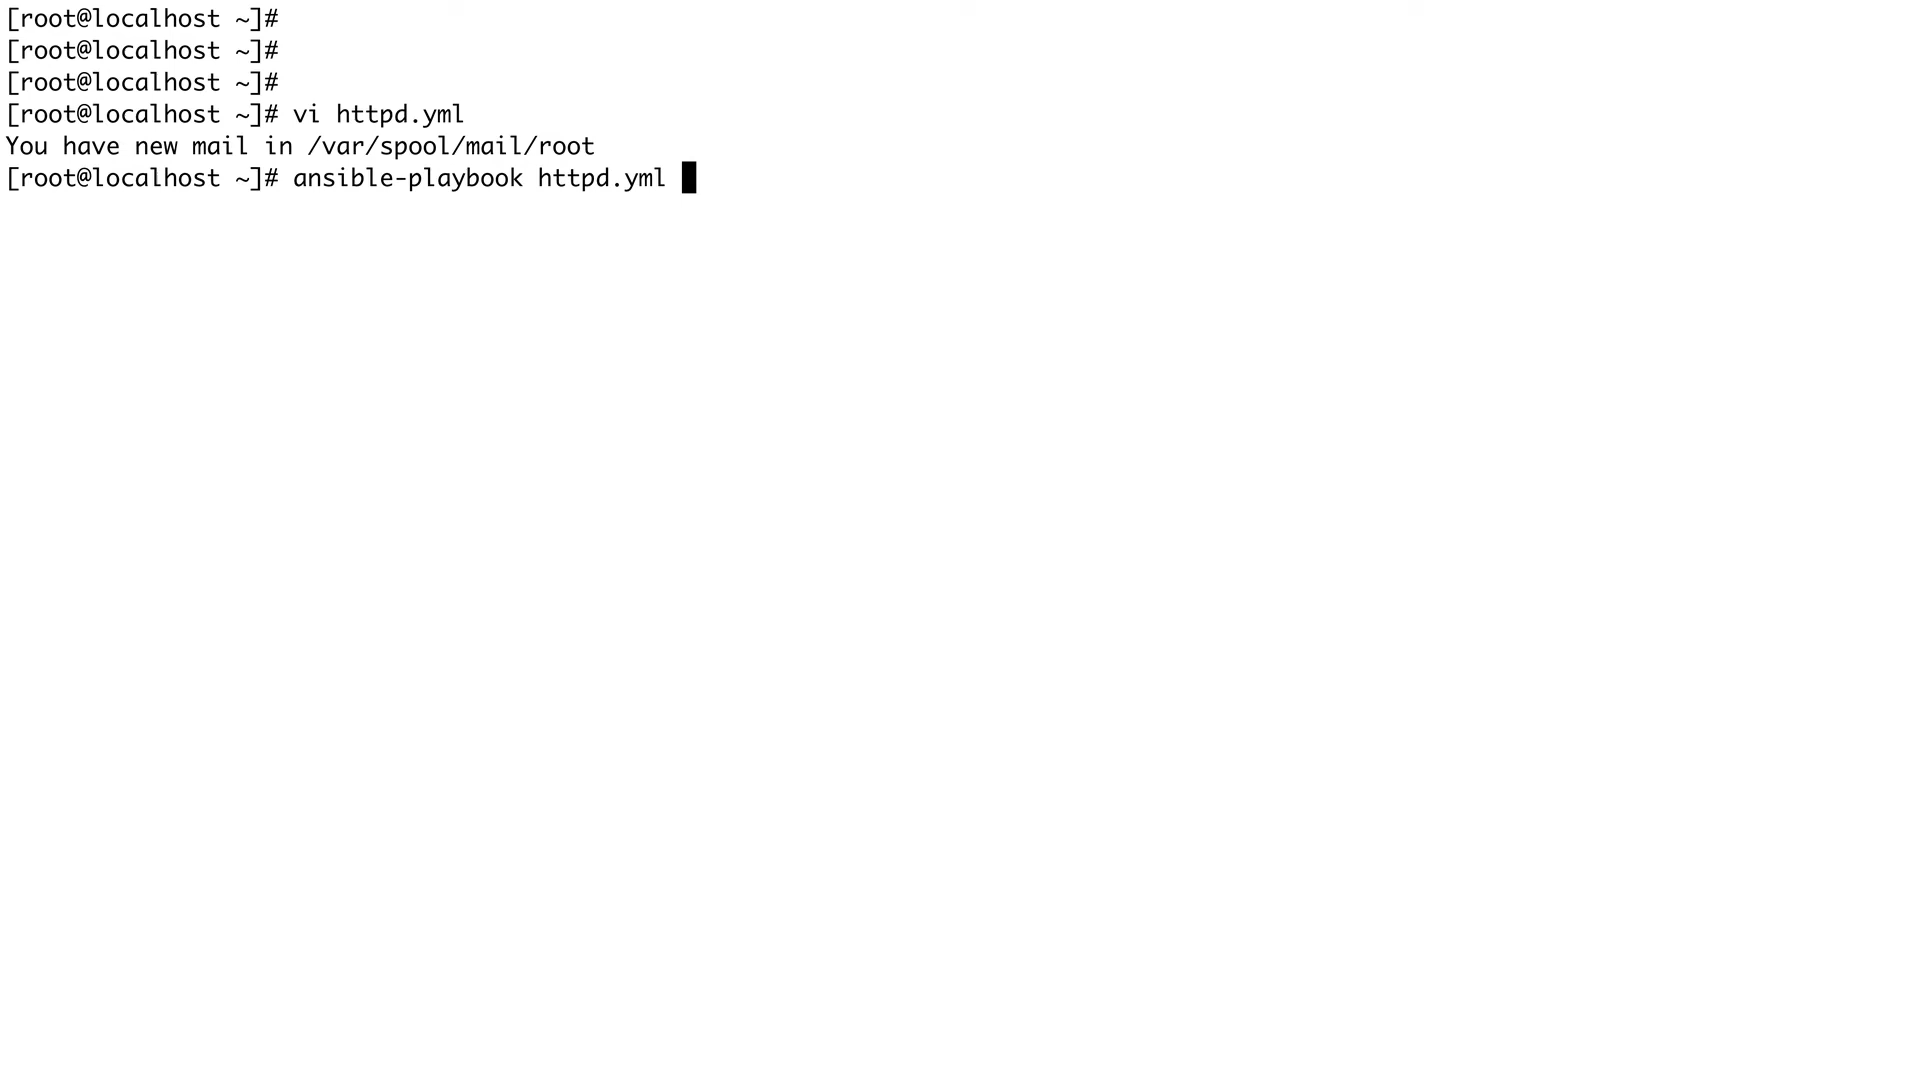 [root@localhost ~]#
[root@localhost ~]#
[root@localhost ~]#
[root@localhost ~]# vi httpd.yml
You have new mail in /var/spool/mail/root
[root@localhost ~]# ansible-playbook httpd.yml